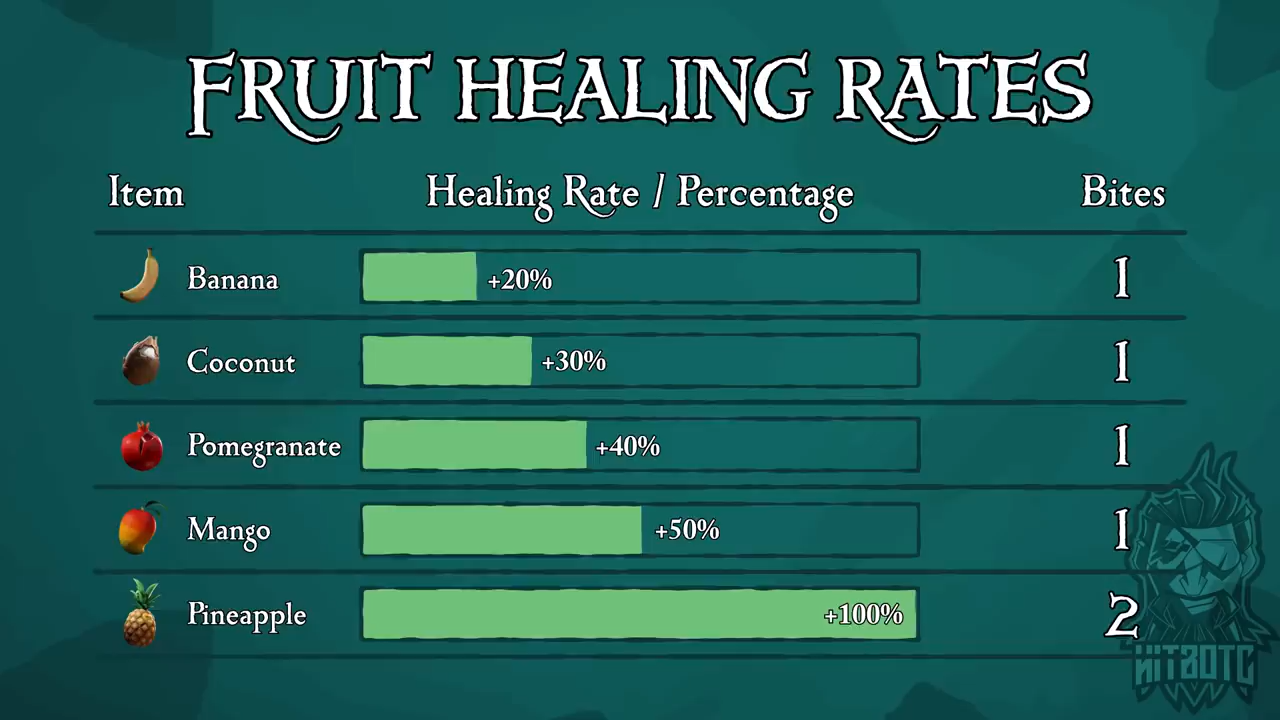 FRUIT HEALING RATES
Item Healing Rate / Percentage Bites
Banana +20% 1
Coconut +30% 1
Pomegranate +40% 1
Mango +50% 1
Pineapple +100% 2
HITBOTC